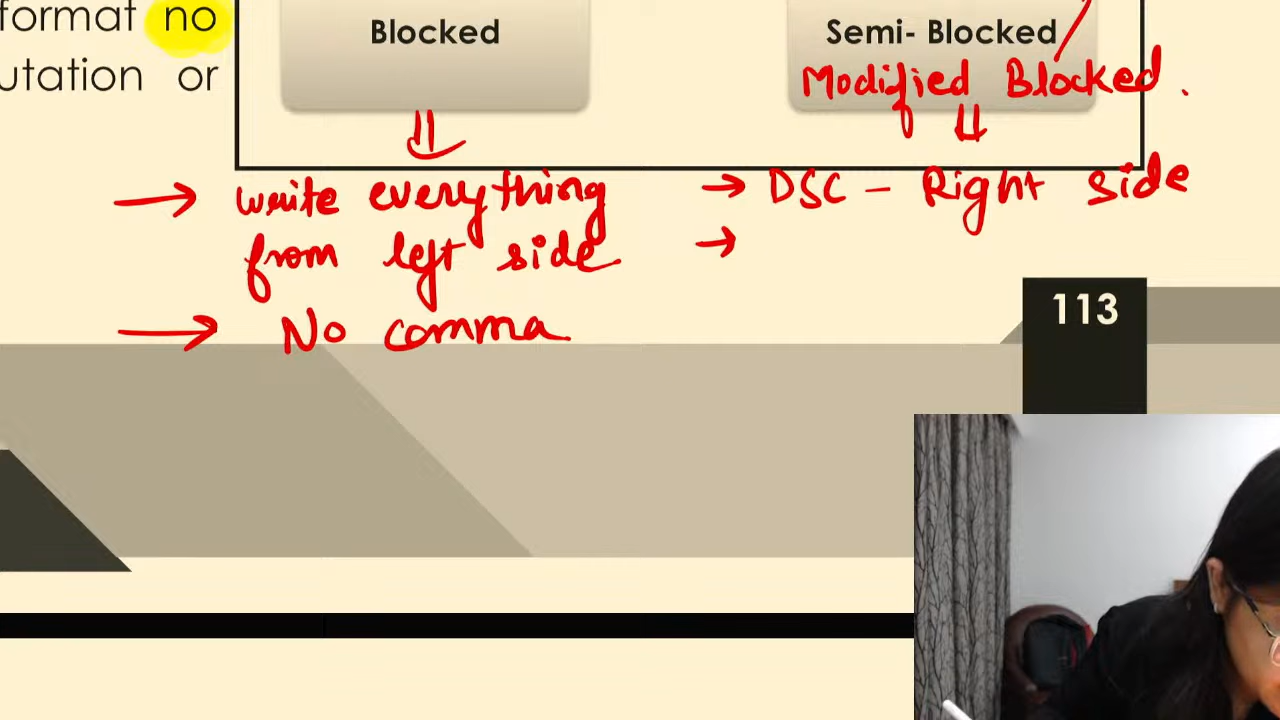 format no
utation or
Blocked
Semi- Blocked
Modified Blocked.
→ write everything
from left side
→ No comma
→ DSC - Right side
→
113